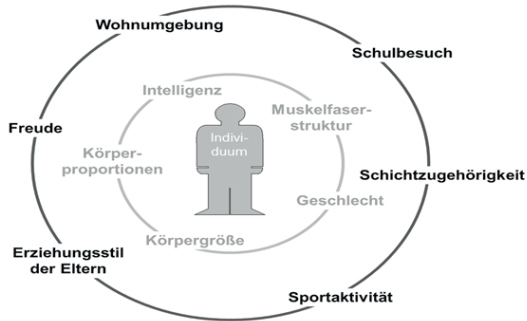 Wohnumgebung
Schulbesuch
Intelligenz
Muskelfaser-
struktur
Freude
Indivi-
duum
Körper-
proportionen
Schichtzugehörigkeit
Geschlecht
Körpergröße
Erziehungsstil
der Eltern
Sportaktivität